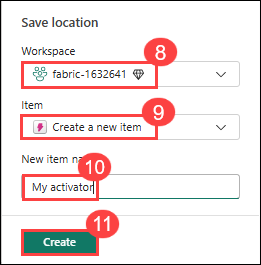 Save location
Workspace
8
fabric-1632641
Item
9
Create a new item
New item na
10
My activator
11
Create